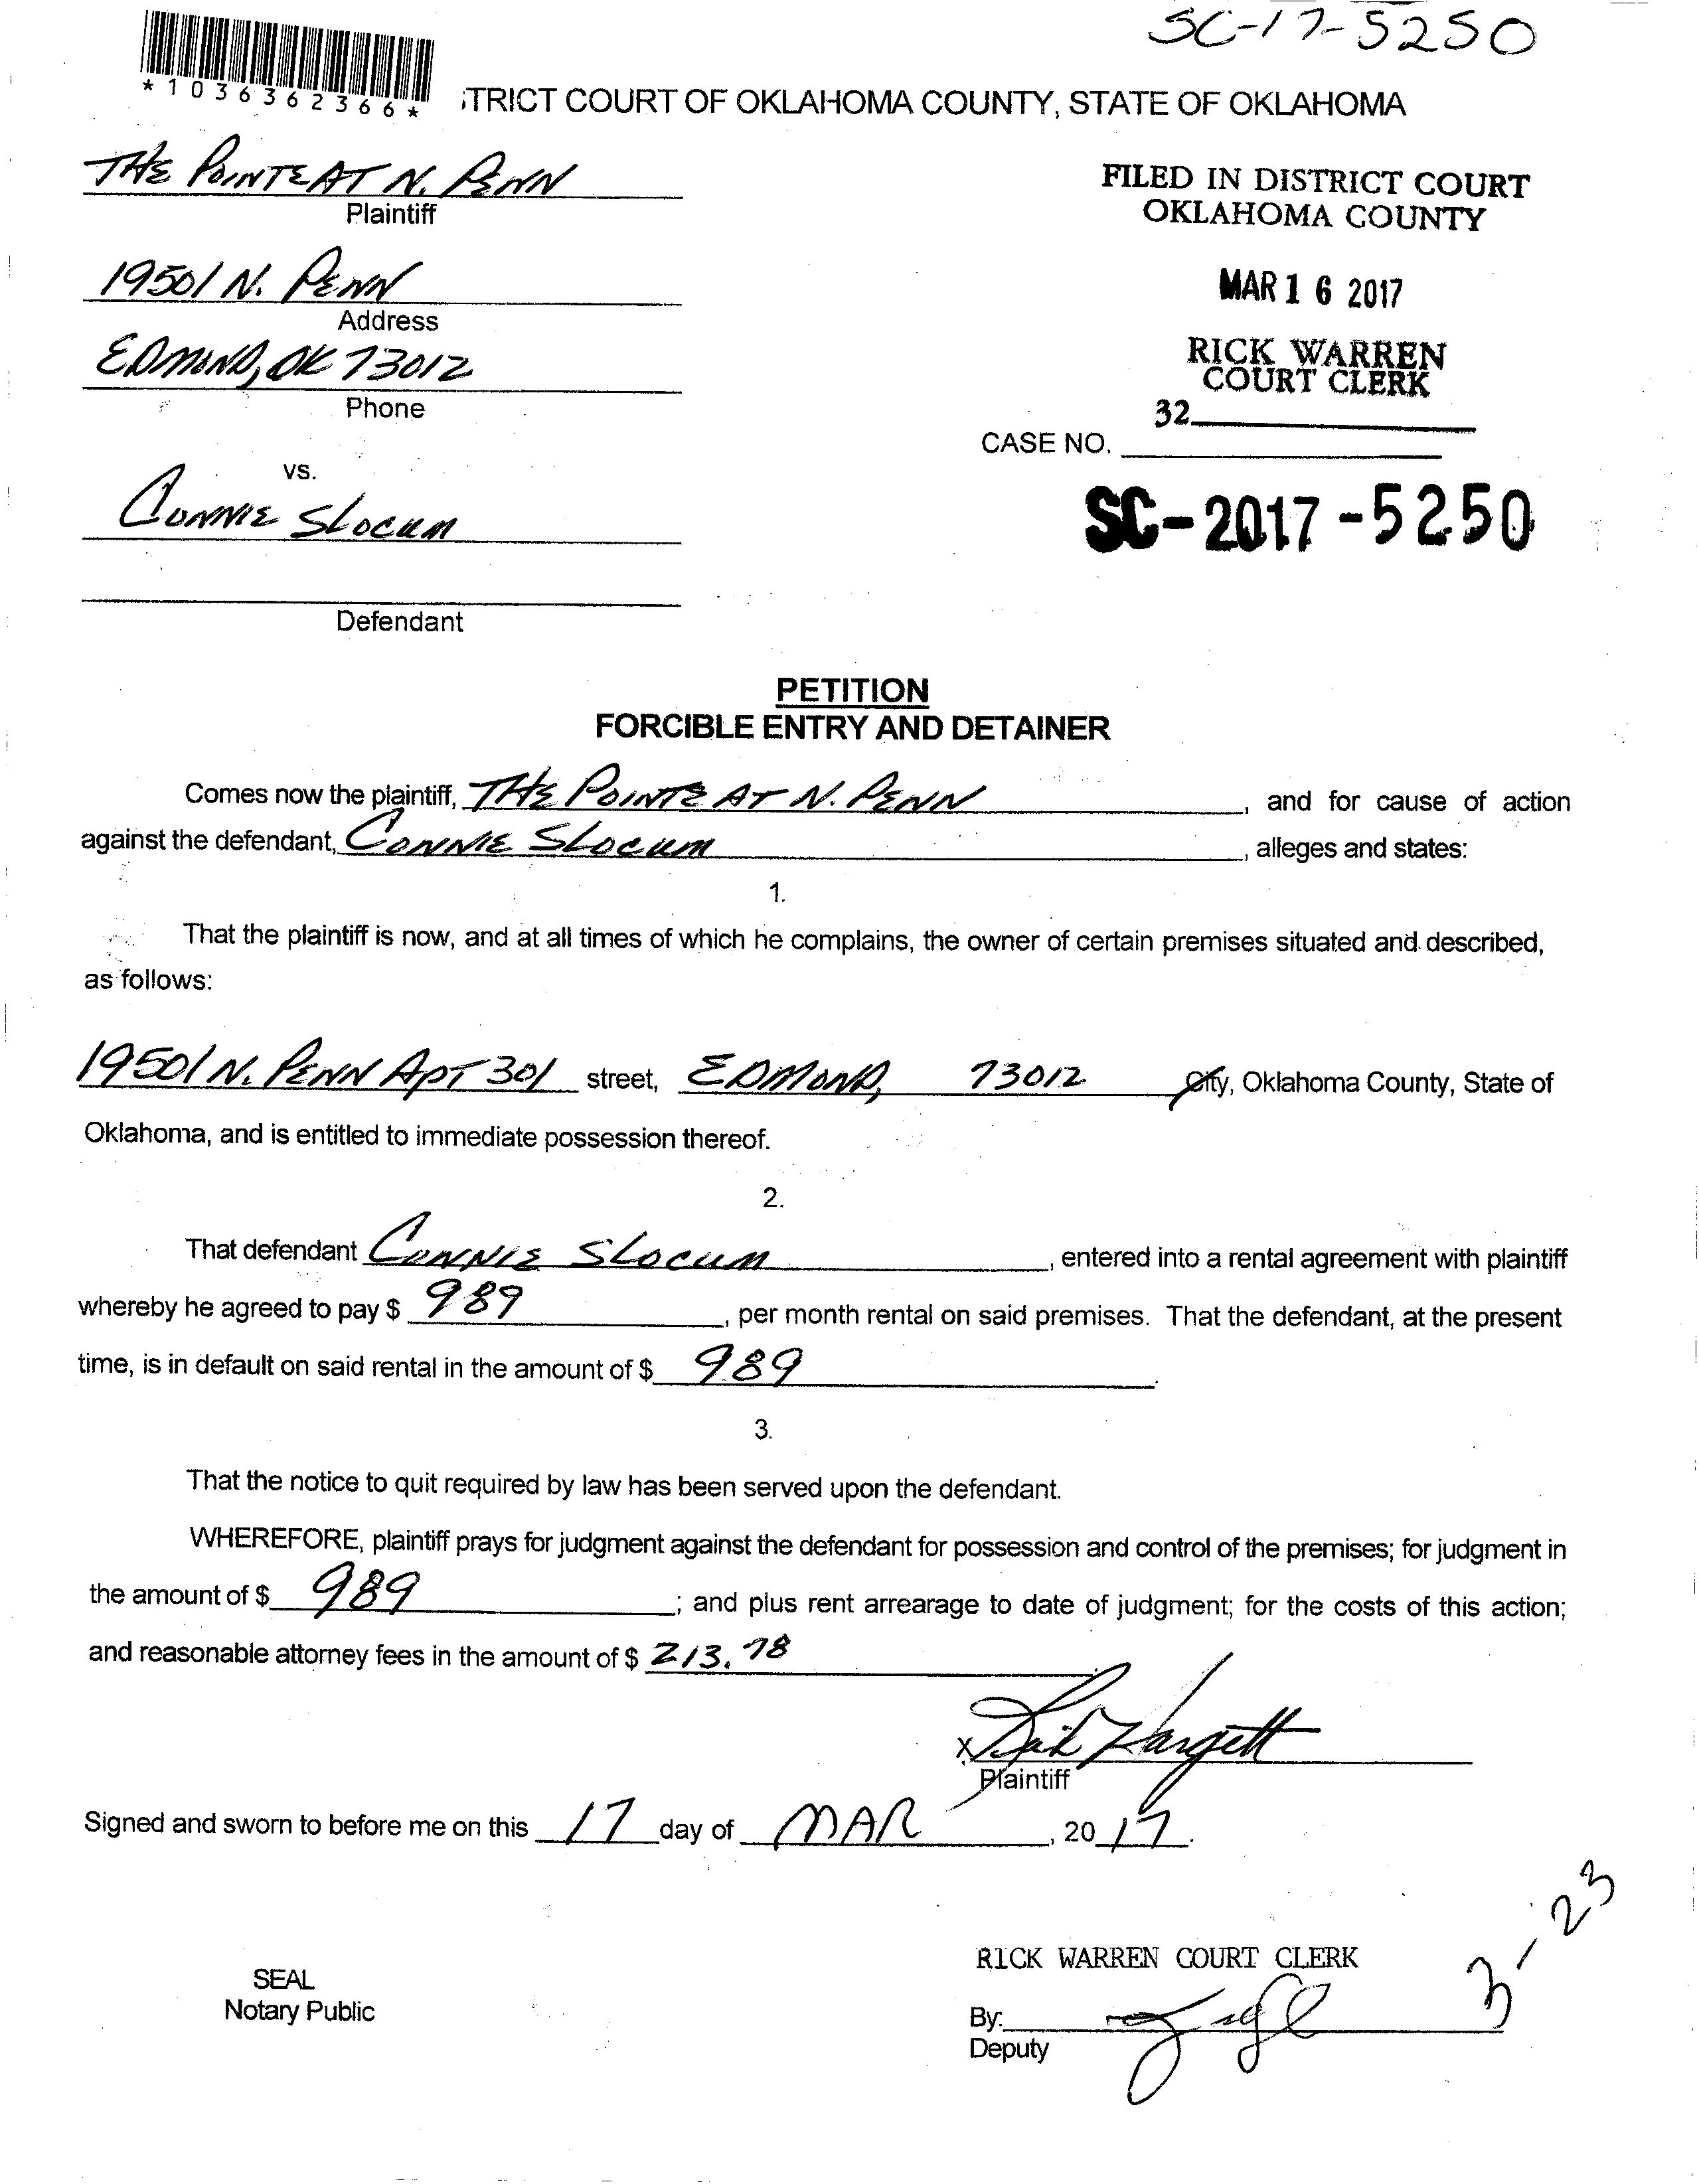 SC-17-5250
*1036362366*
TRICT COURT OF OKLAHOMA COUNTY, STATE OF OKLAHOMA
THE POINTE AT N. PENN
Plaintiff
FILED IN DISTRICT COURT
OKLAHOMA COUNTY
19501 N. PENN
Address
MAR 16 2017
EDMOND, OK 73012
Phone
RICK WARREN
COURT CLERK
32
CASE NO.
vs.
CONNIE SLOCUM
SC-2017-5250
Defendant
PETITION
FORCIBLE ENTRY AND DETAINER
Comes now the plaintiff, THE POINTE AT N. PENN, and for cause of action
against the defendant, CONNIE SLOCUM, alleges and states:
1.
That the plaintiff is now, and at all times of which he complains, the owner of certain premises situated and described,
as follows:
19501 N. PENN APT 301 street, EDMOND, 73012 City, Oklahoma County, State of
Oklahoma, and is entitled to immediate possession thereof.
2.
That defendant CONNIE SLOCUM, entered into a rental agreement with plaintiff
whereby he agreed to pay $ 989, per month rental on said premises. That the defendant, at the present
time, is in default on said rental in the amount of $ 989.
3.
That the notice to quit required by law has been served upon the defendant.
WHEREFORE, plaintiff prays for judgment against the defendant for possession and control of the premises; for judgment in
the amount of $ 989; and plus rent arrearage to date of judgment; for the costs of this action;
and reasonable attorney fees in the amount of $ 213.78
X Hargett
Plaintiff
Signed and sworn to before me on this 17 day of MAR, 2017.
3-23
RICK WARREN COURT CLERK
SEAL
Notary Public
By:
Deputy